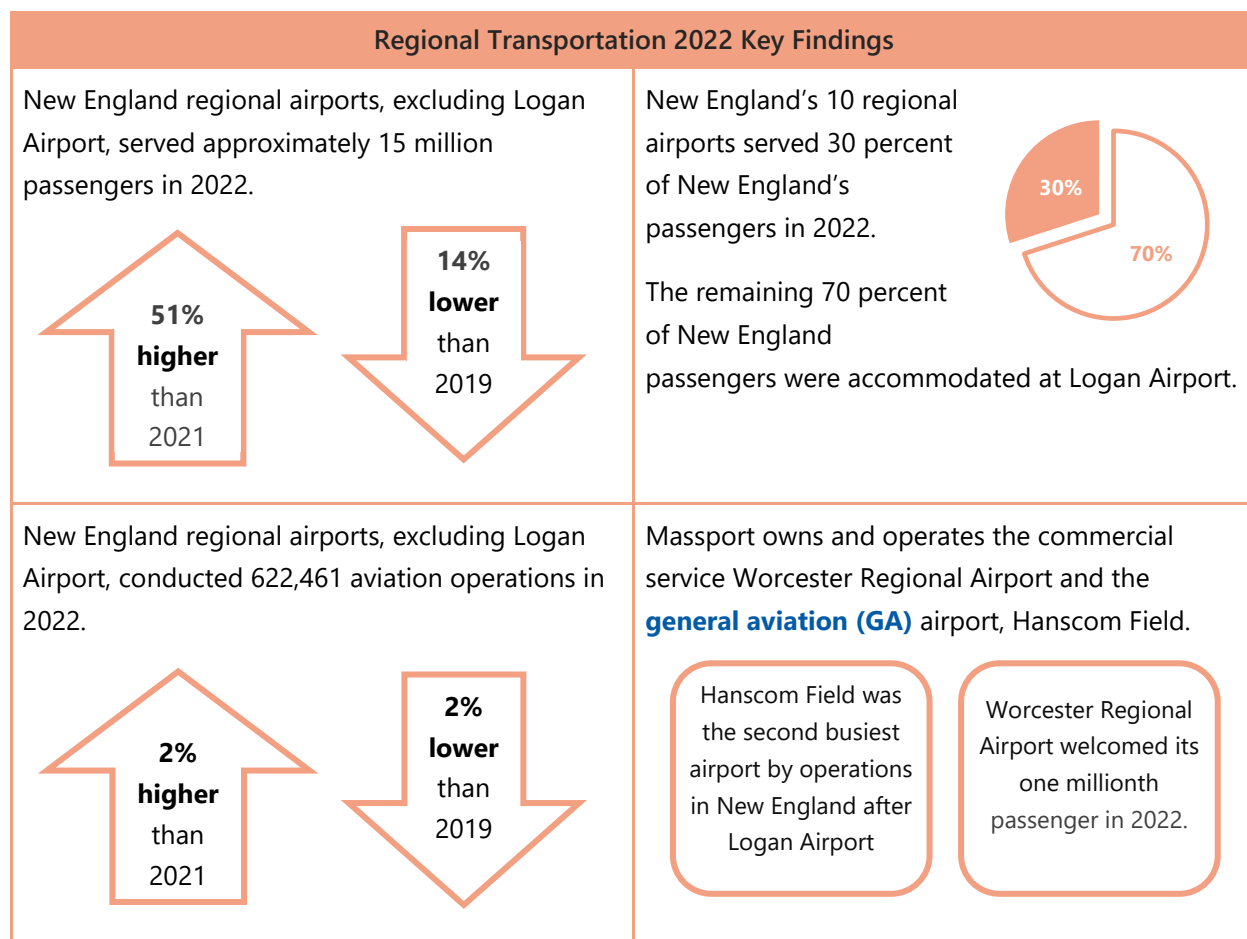 Regional Transportation 2022 Key Findings
New England regional airports, excluding Logan
Airport, served approximately 15 million
passengers in 2022.
51%
higher
than
2021
14%
lower
than
2019
New England’s 10 regional
airports served 30 percent
of New England’s
passengers in 2022.
The remaining 70 percent
of New England
passengers were accommodated at Logan Airport.
30%
70%
New England regional airports, excluding Logan
Airport, conducted 622,461 aviation operations in
2022.
2%
higher
than
2021
2%
lower
than
2019
Massport owns and operates the commercial
service Worcester Regional Airport and the
general aviation (GA) airport, Hanscom Field.
Hanscom Field was
the second busiest
airport by operations
in New England after
Logan Airport
Worcester Regional
Airport welcomed its
one millionth
passenger in 2022.